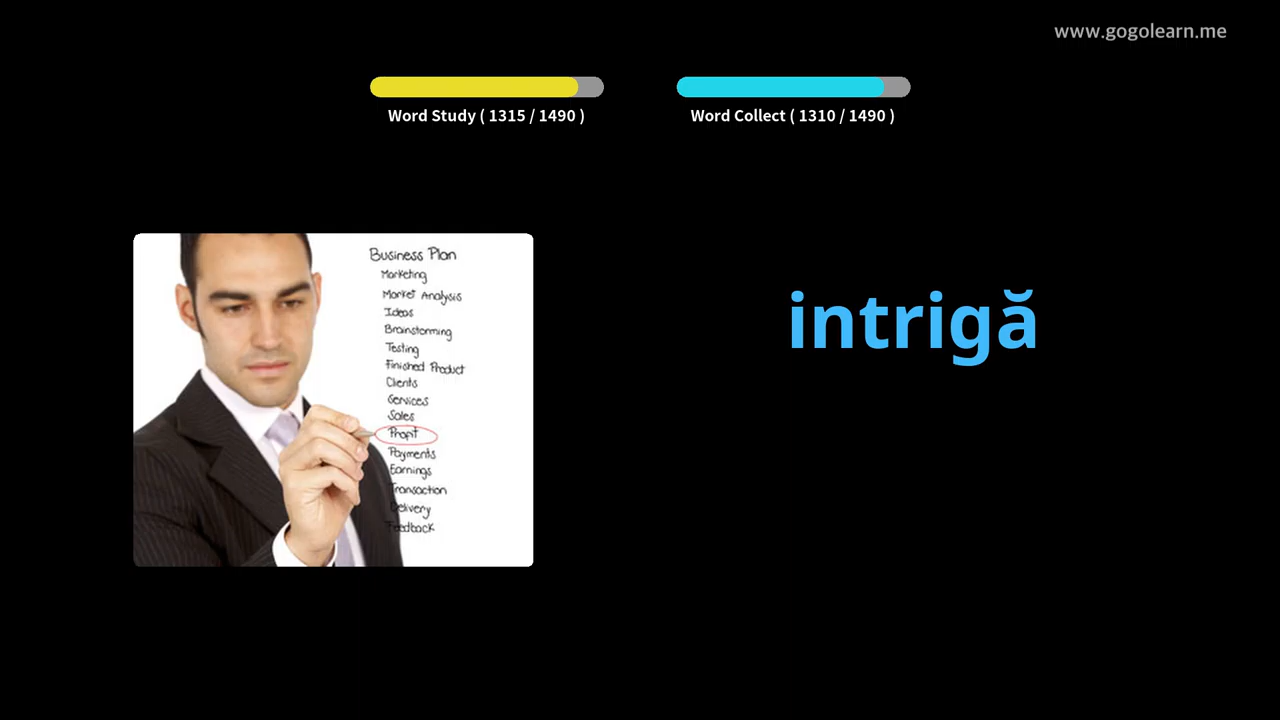 www.gogolearn.me
Word Study ( 1315 / 1490 )
Word Collect ( 1310 / 1490 )
Business Plan
Marketing
Market Analysis
Ideas
Brainstorming
Testing
Finished Product
Clients
Services
Sales
Profit
Payments
Earnings
Transaction
Delivery
Feedback
intrigă